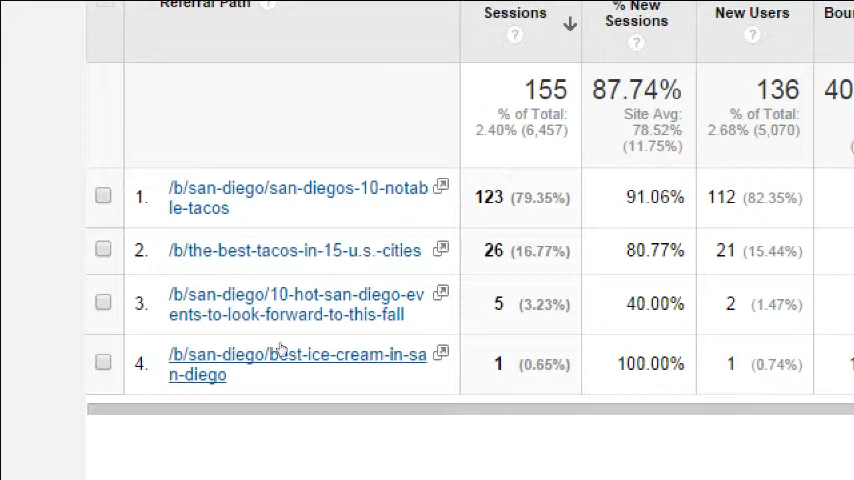 Referral Path ?
Sessions
?
% New
Sessions
?
New Users
?
Bou
155
% of Total:
2.40% (6,457)
87.74%
Site Avg:
78.52%
(11.75%)
136
% of Total:
2.68% (5,070)
40
(
1.
/b/san-diego/san-diegos-10-notab
le-tacos
123 (79.35%)
91.06%
112 (82.35%)
2.
/b/the-best-tacos-in-15-u.s.-cities
26 (16.77%)
80.77%
21 (15.44%)
3.
/b/san-diego/10-hot-san-diego-ev
ents-to-look-forward-to-this-fall
5 (3.23%)
40.00%
2 (1.47%)
4.
/b/san-diego/best-ice-cream-in-sa
n-diego
1 (0.65%)
100.00%
1 (0.74%)